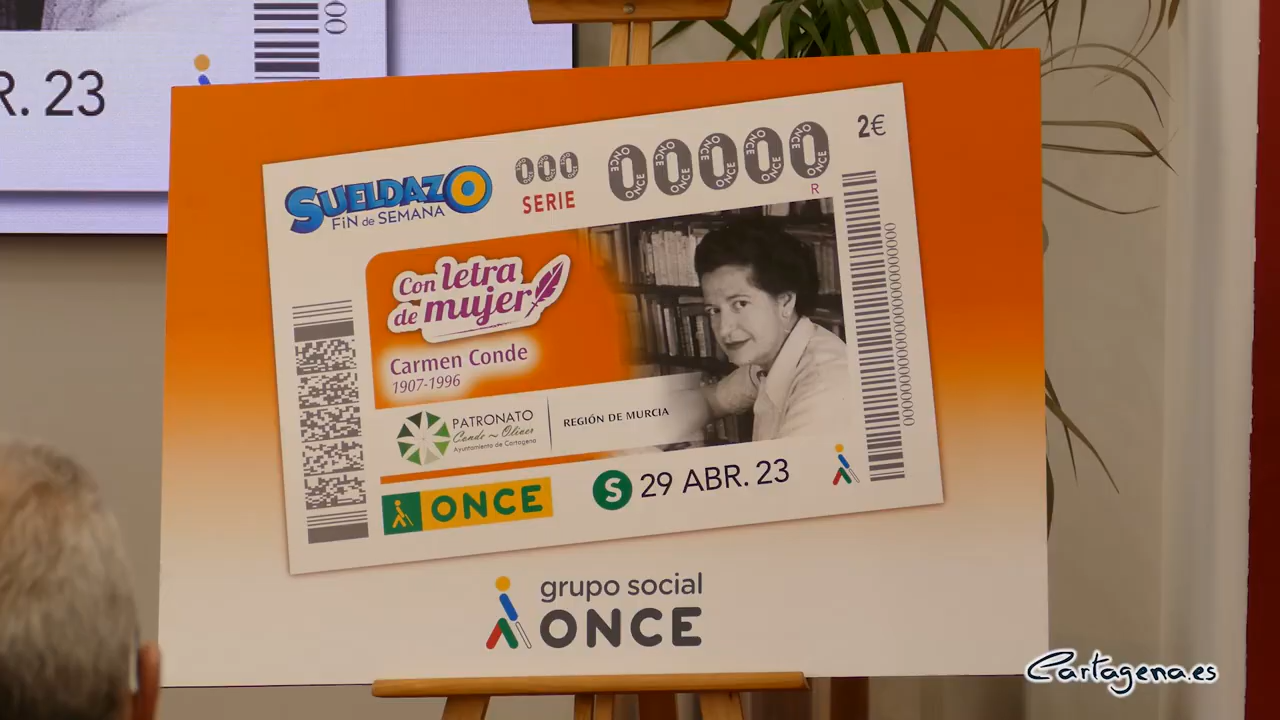 R. 23
00
2€
000
00000
SERIE
R
SUELDAZO
FiN de SEMANA
Con letra
de mujer
Carmen Conde
1907-1996
PATRONATO
Conde ~ Oliver
Ayuntamiento de Cartagena
REGIÓN DE MURCIA
ONCE
S 29 ABR. 23
grupo social
ONCE
Cartagena.es